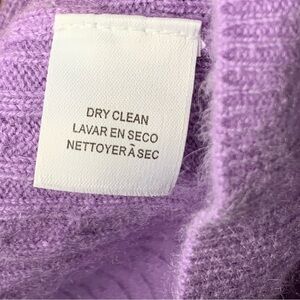 DRY CLEAN
LAVAR EN SECO
NETTOYER À SEC